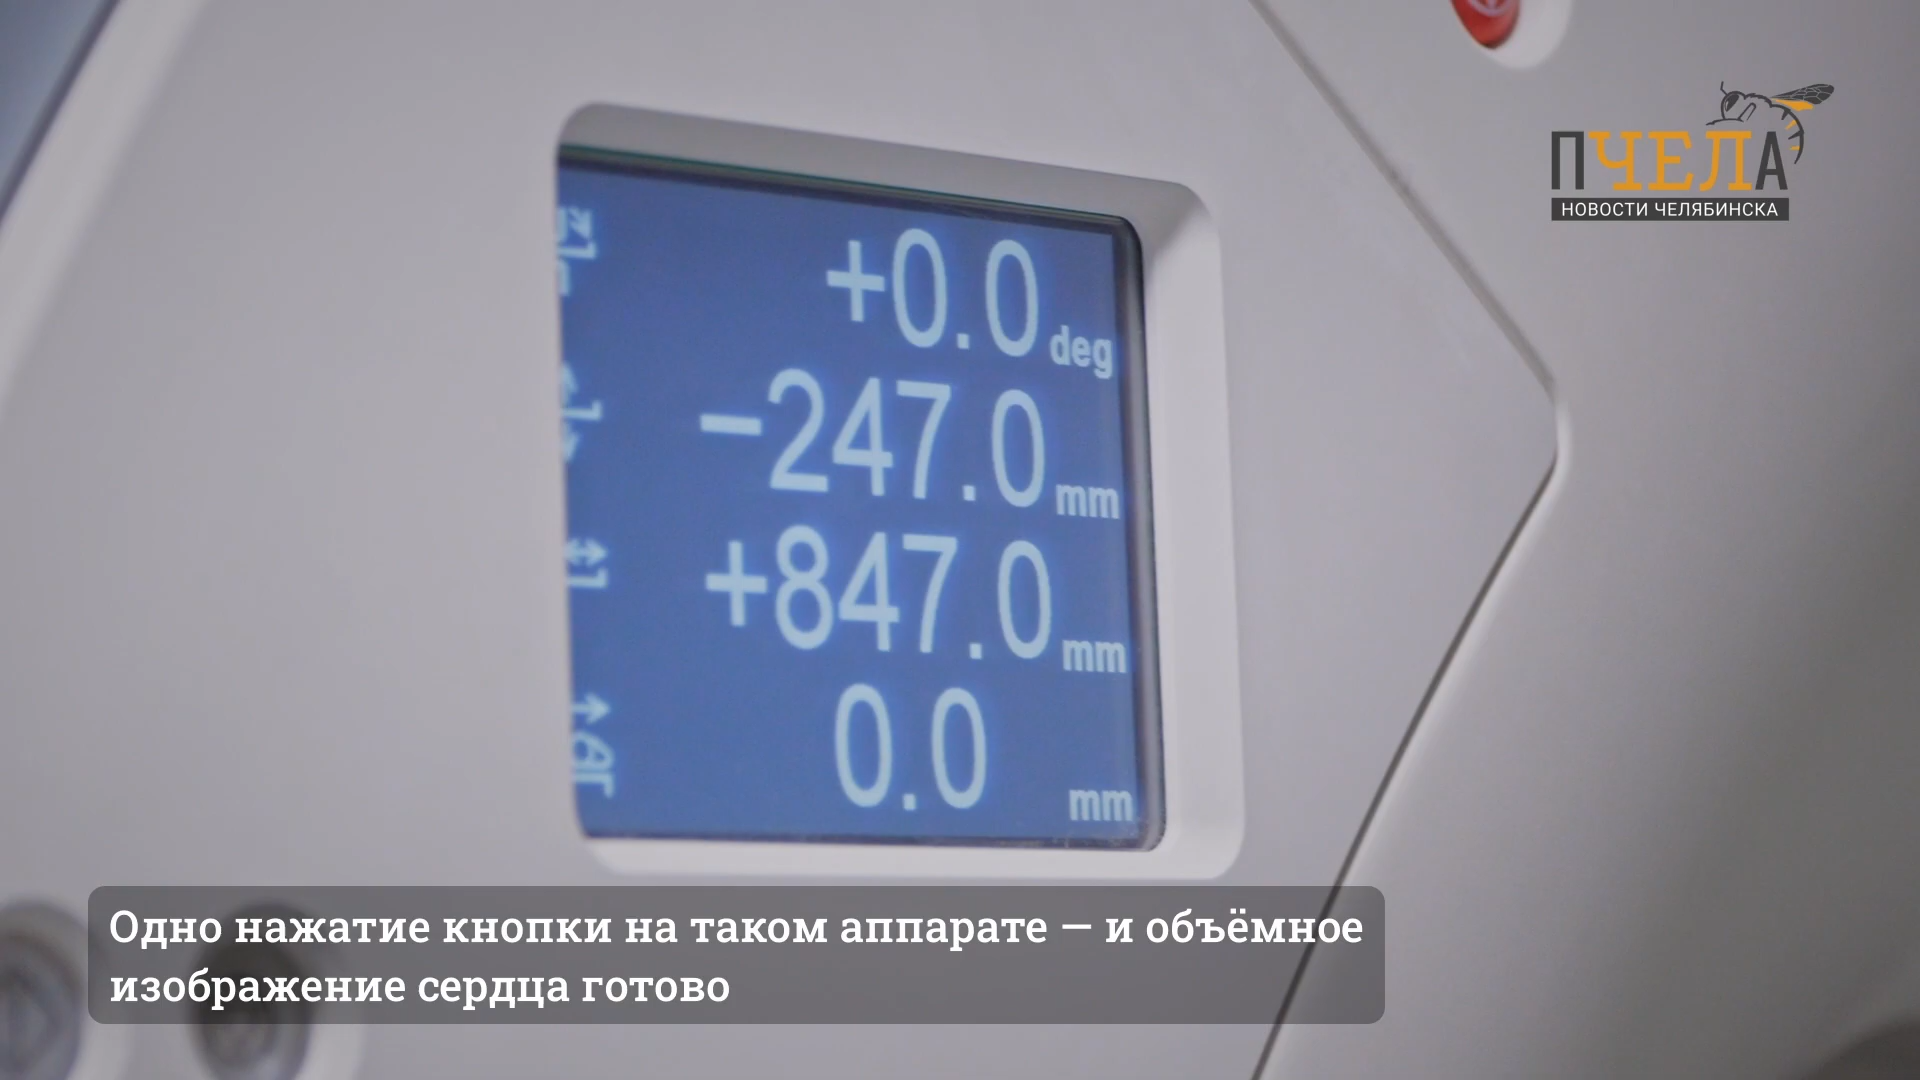 ПЧЕЛА
НОВОСТИ ЧЕЛЯБИНСКА
+0.0 deg
-247.0 mm
+847.0 mm
0.0 mm
Одно нажатие кнопки на таком аппарате — и объёмное
изображение сердца готово